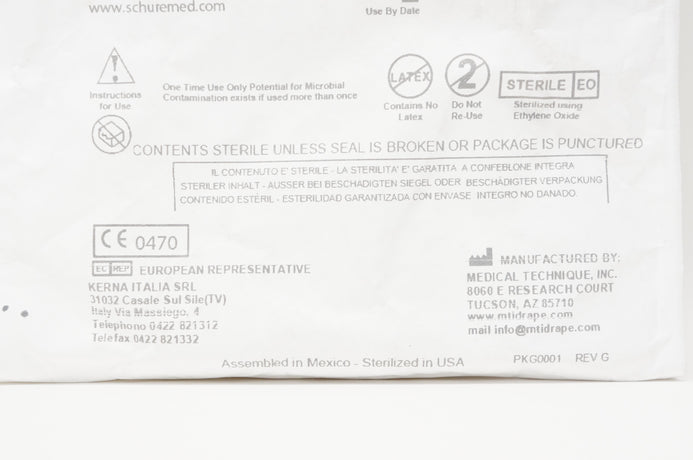 www.schuremed.com
Use By Date
Instructions
for Use
One Time Use Only Potential for Microbial
Contamination exists if used more than once
LATEX
Contains No
Latex
2
Do Not
Re-Use
STERILE EO
Sterilized using
Ethylene Oxide
CONTENTS STERILE UNLESS SEAL IS BROKEN OR PACKAGE IS PUNCTURED
IL CONTENUTO E' STERILE - LA STERILITA' E' GARATITA A CONFEBLONE INTEGRA
STERILER INHALT - AUSSER BEI BESCHADIGTEN SIEGEL ODER BESCHADIGTER VERPACKUNG
CONTENIDO ESTERIL - ESTERILIDAD GARANTIZADA CON ENVASE INTEGRO NO DANADO.
CE 0470
EC REP EUROPEAN REPRESENTATIVE
KERNA ITALIA SRL
31032 Casale Sul Sile(TV)
Italy Via Massiego. 4
Telephono 0422 821312
Telefax 0422 821332
MANUFACTURED BY:
MEDICAL TECHNIQUE, INC.
8060 E RESEARCH COURT
TUCSON, AZ 85710
www.mtidrape.com
mail info@mtidrape.com
Assembled in Mexico - Sterilized in USA
PKG0001 REV G